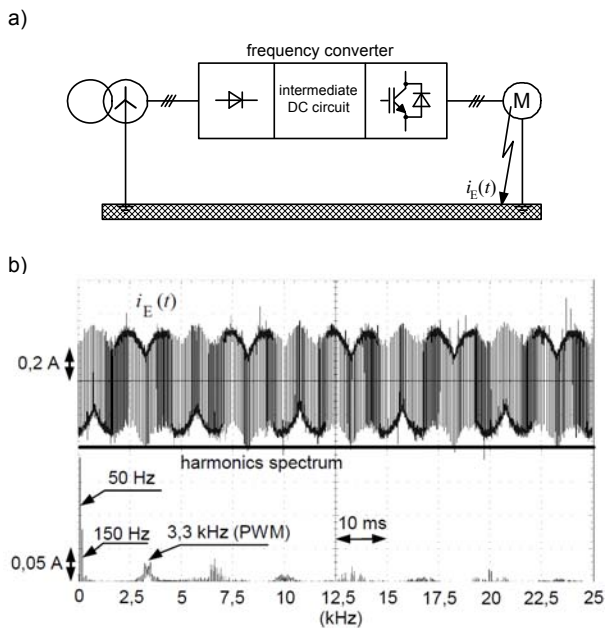 a)
frequency converter
intermediate
DC circuit
M
i_E(t)
b)
i_E(t)
0,2 A
harmonics spectrum
50 Hz
150 Hz
3,3 kHz (PWM)
10 ms
0,05 A
0 2,5 5 7,5 10 12,5 15 17,5 20 22,5 25
(kHz)